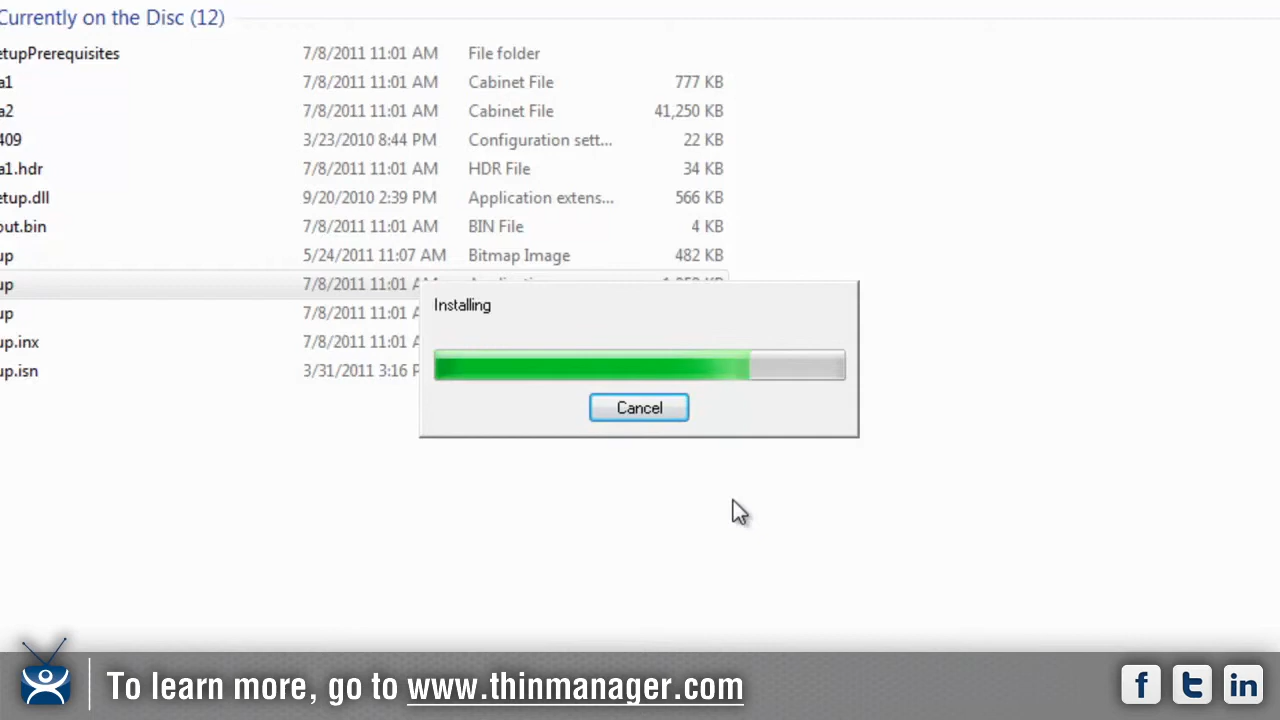 Currently on the Disc (12)
etupPrerequisites 7/8/2011 11:01 AM File folder
a1 7/8/2011 11:01 AM Cabinet File 777 KB
a2 7/8/2011 11:01 AM Cabinet File 41,250 KB
409 3/23/2010 8:44 PM Configuration sett... 22 KB
a1.hdr 7/8/2011 11:01 AM HDR File 34 KB
etup.dll 9/20/2010 2:39 PM Application extens... 566 KB
out.bin 7/8/2011 11:01 AM BIN File 4 KB
up 5/24/2011 11:07 AM Bitmap Image 482 KB
up 7/8/2011 11:01
Installing
up 7/8/2011 11:01
up.inx 7/8/2011 11:01
up.isn 3/31/2011 3:16
Cancel
To learn more, go to www.thinmanager.com
f t in